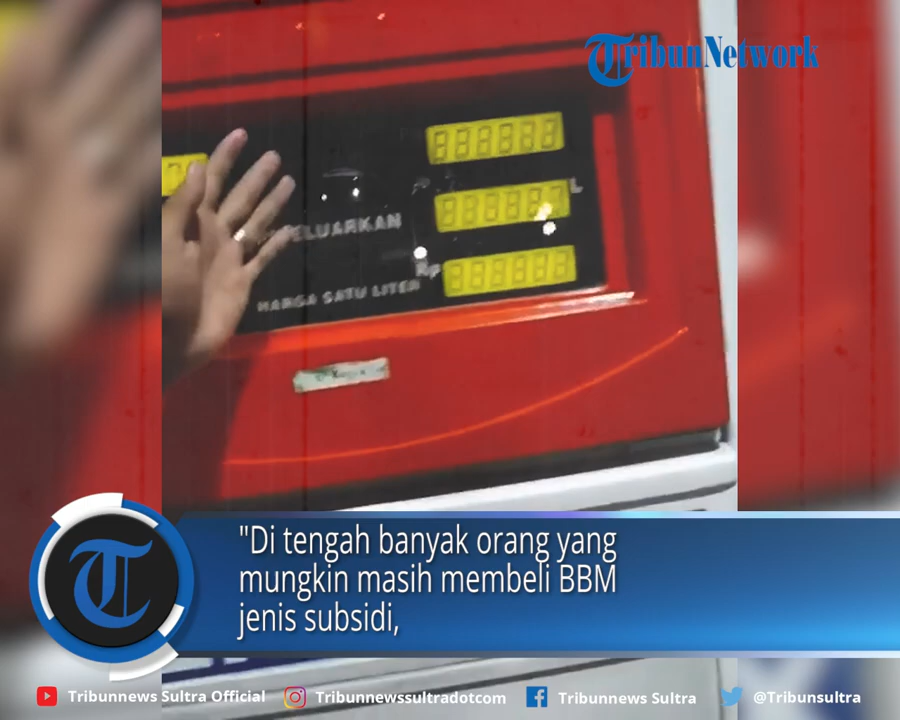 TribunNetwork
L
KELUARKAN
Rp
HARGA SATU LITER
"Di tengah banyak orang yang
mungkin masih membeli BBM
jenis subsidi,
Tribunnews Sultra Official
Tribunnewssultradotcom
Tribunnews Sultra
@Tribunsultra